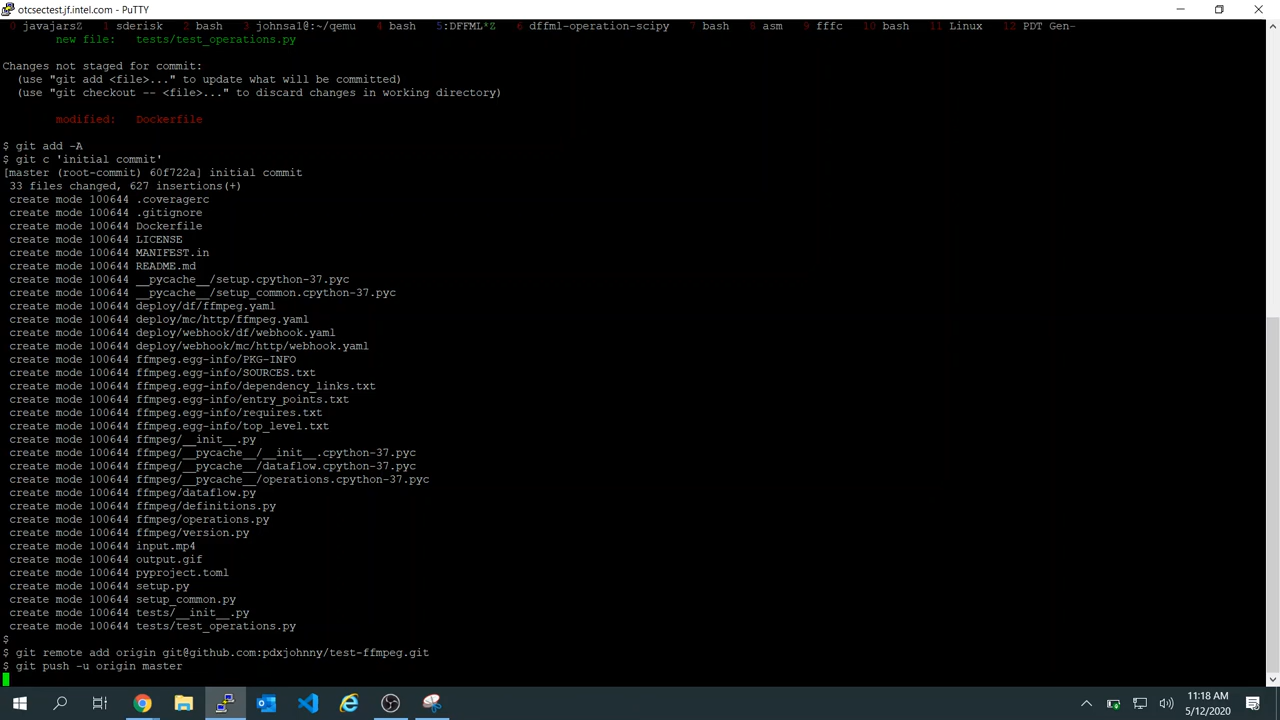 otcsectest.jf.intel.com - PuTTY
0 javajarsZ  1 sderisk  2 bash  3 johnsa1@:~/qemu  4 bash  5:DFFML*Z  6 dffml-operation-scipy  7 bash  8 asm  9 fffc  10 bash  11 Linux  12 PDT Gen-
new file:   tests/test_operations.py
Changes not staged for commit:
(use "git add <file>..." to update what will be committed)
(use "git checkout -- <file>..." to discard changes in working directory)
modified:   Dockerfile
$ git add -A
$ git c 'initial commit'
[master (root-commit) 60f722a] initial commit
33 files changed, 627 insertions(+)
create mode 100644 .coveragerc
create mode 100644 .gitignore
create mode 100644 Dockerfile
create mode 100644 LICENSE
create mode 100644 MANIFEST.in
create mode 100644 README.md
create mode 100644 __pycache__/setup.cpython-37.pyc
create mode 100644 __pycache__/setup_common.cpython-37.pyc
create mode 100644 deploy/df/ffmpeg.yaml
create mode 100644 deploy/mc/http/ffmpeg.yaml
create mode 100644 deploy/webhook/df/webhook.yaml
create mode 100644 deploy/webhook/mc/http/webhook.yaml
create mode 100644 ffmpeg.egg-info/PKG-INFO
create mode 100644 ffmpeg.egg-info/SOURCES.txt
create mode 100644 ffmpeg.egg-info/dependency_links.txt
create mode 100644 ffmpeg.egg-info/entry_points.txt
create mode 100644 ffmpeg.egg-info/requires.txt
create mode 100644 ffmpeg.egg-info/top_level.txt
create mode 100644 ffmpeg/__init__.py
create mode 100644 ffmpeg/__pycache__/__init__.cpython-37.pyc
create mode 100644 ffmpeg/__pycache__/dataflow.cpython-37.pyc
create mode 100644 ffmpeg/__pycache__/operations.cpython-37.pyc
create mode 100644 ffmpeg/dataflow.py
create mode 100644 ffmpeg/definitions.py
create mode 100644 ffmpeg/operations.py
create mode 100644 ffmpeg/version.py
create mode 100644 input.mp4
create mode 100644 output.gif
create mode 100644 pyproject.toml
create mode 100644 setup.py
create mode 100644 setup_common.py
create mode 100644 tests/__init__.py
create mode 100644 tests/test_operations.py
$
$ git remote add origin git@github.com:pdxjohnny/test-ffmpeg.git
$ git push -u origin master
11:18 AM
5/12/2020